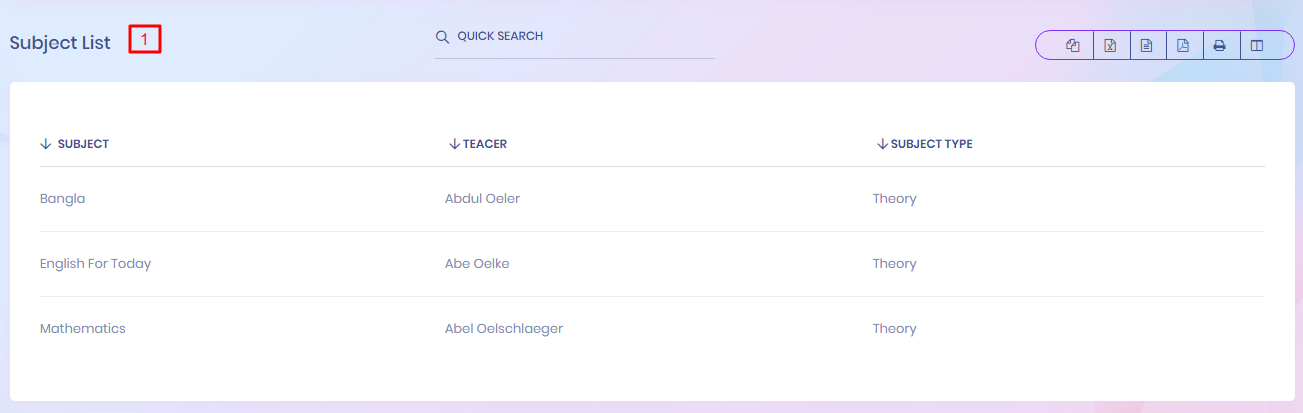 Subject List 1 QUICK SEARCH
SUBJECT TEACER SUBJECT TYPE
Bangla Abdul Oeler Theory
English For Today Abe Oelke Theory
Mathematics Abel Oelschlaeger Theory